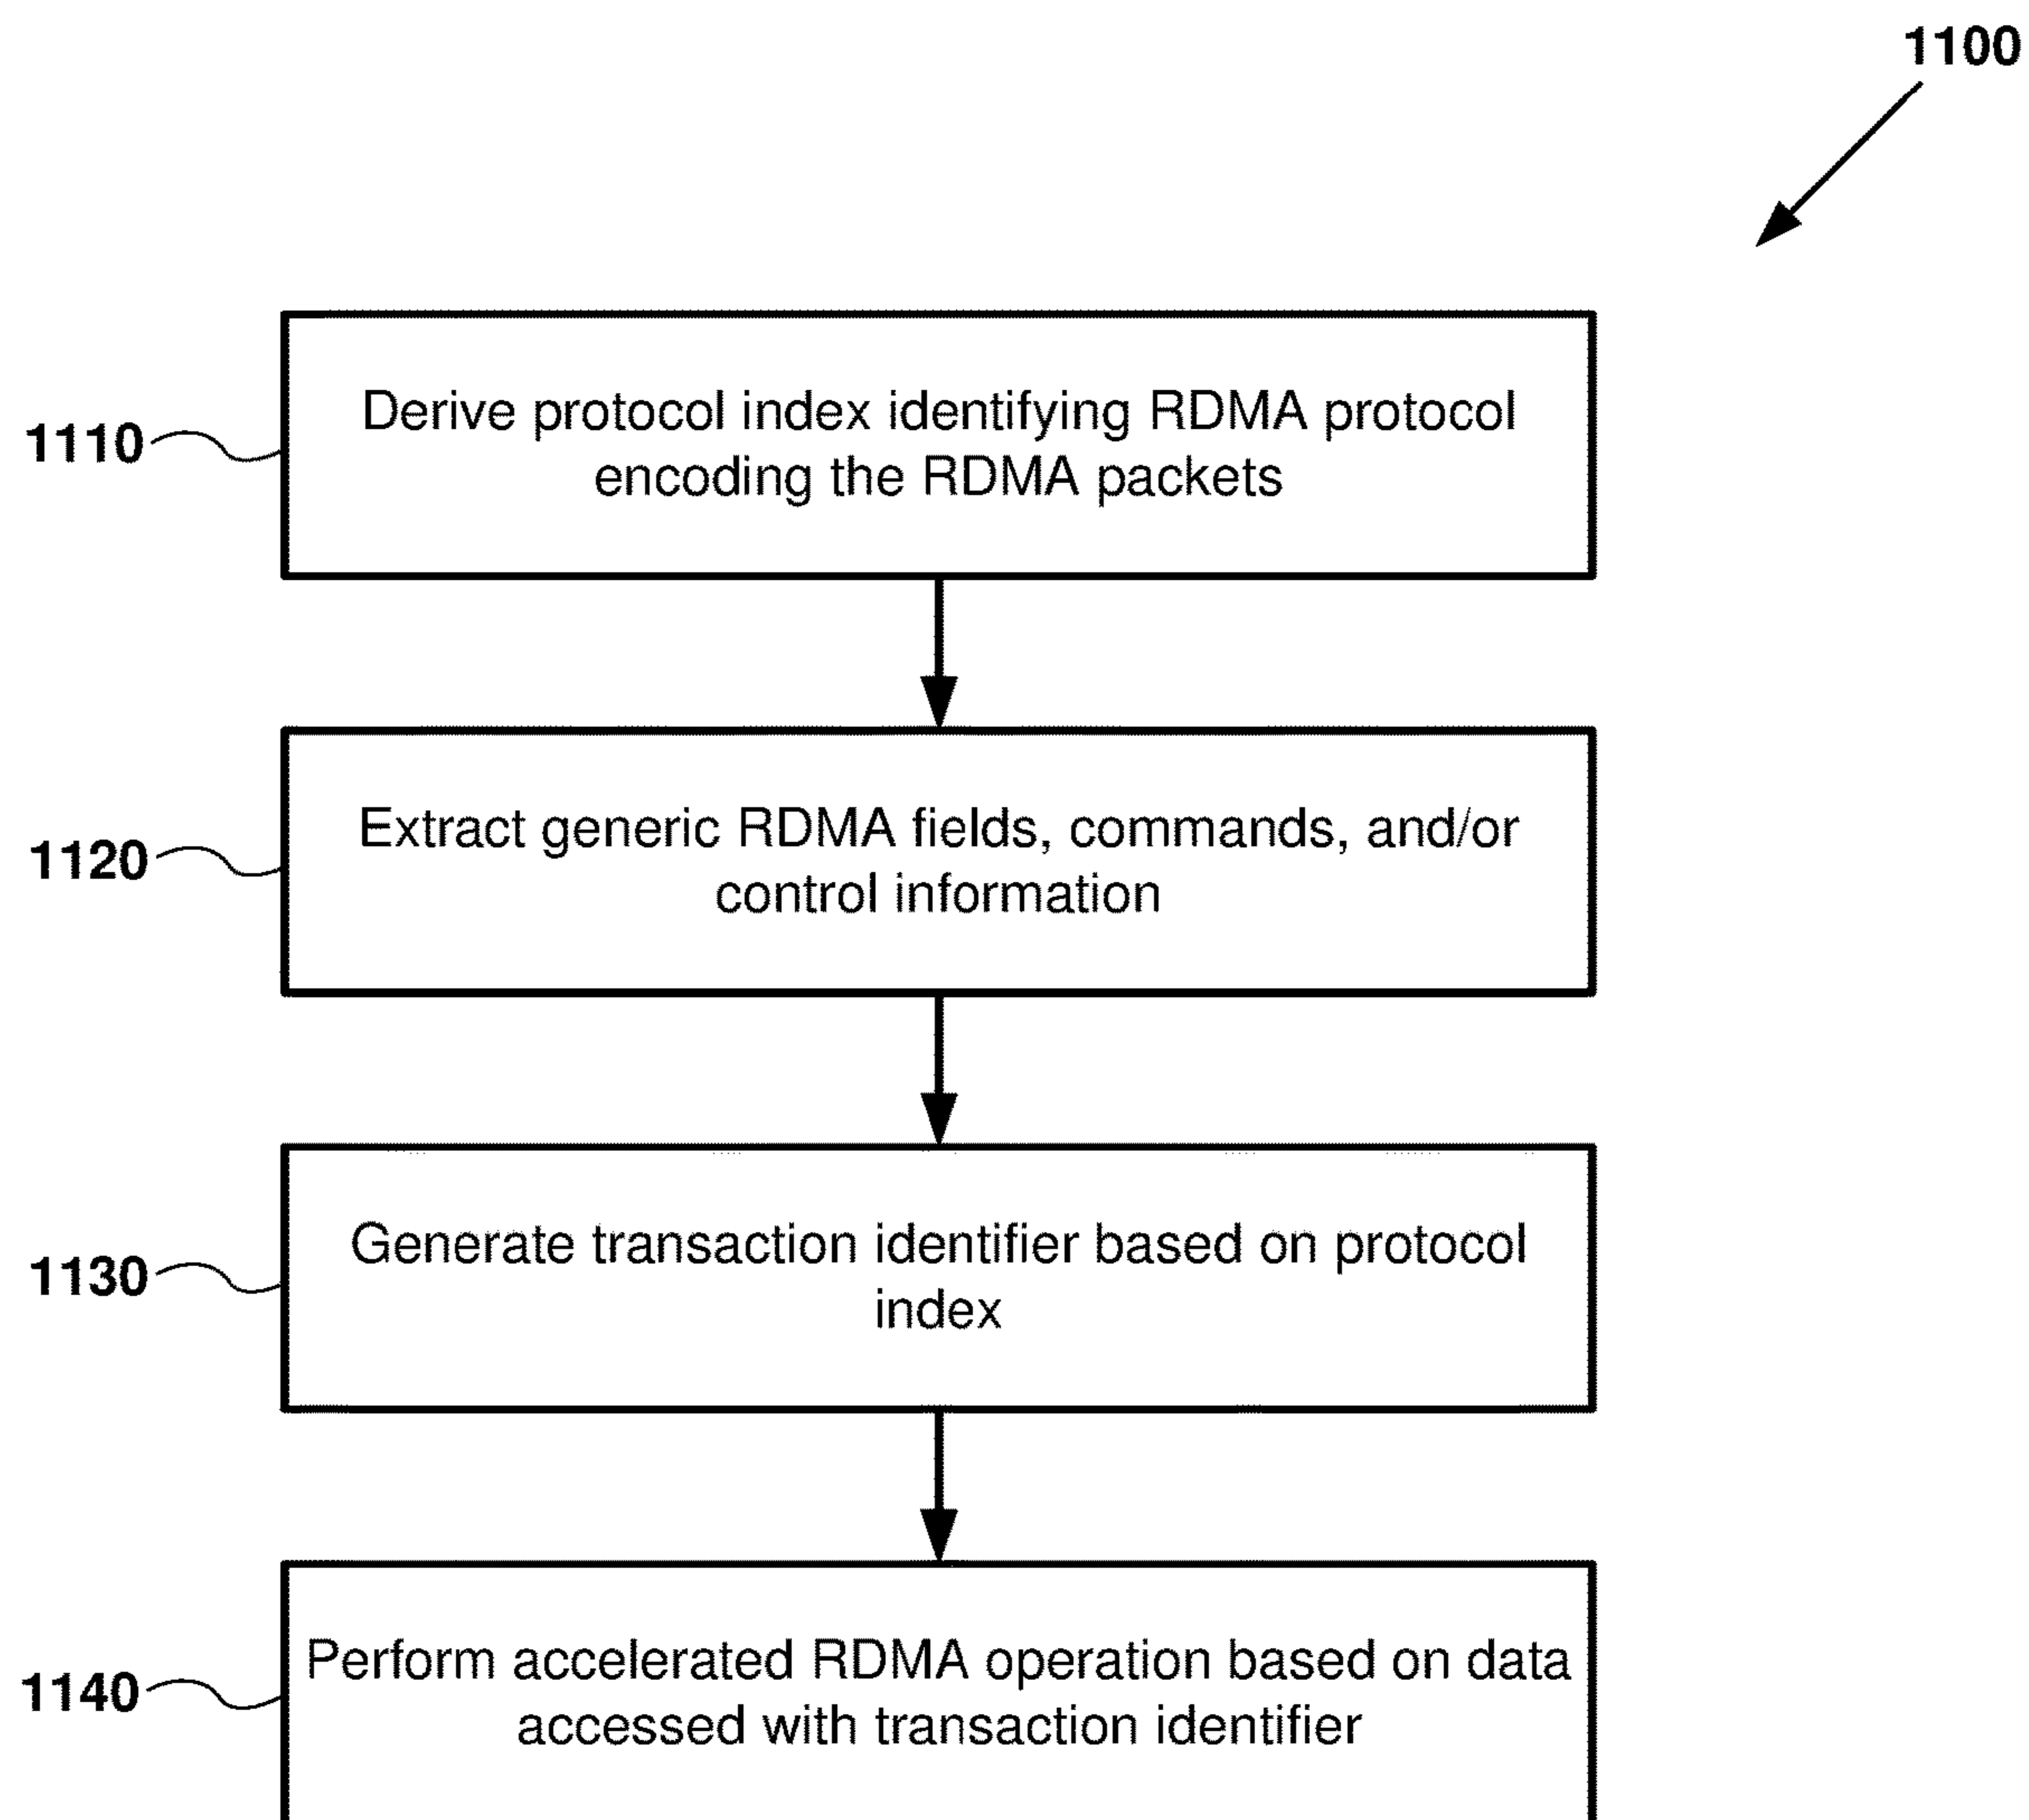 1100
1110
Derive protocol index identifying RDMA protocol
encoding the RDMA packets
1120
Extract generic RDMA fields, commands, and/or
control information
1130
Generate transaction identifier based on protocol
index
1140
Perform accelerated RDMA operation based on data
accessed with transaction identifier